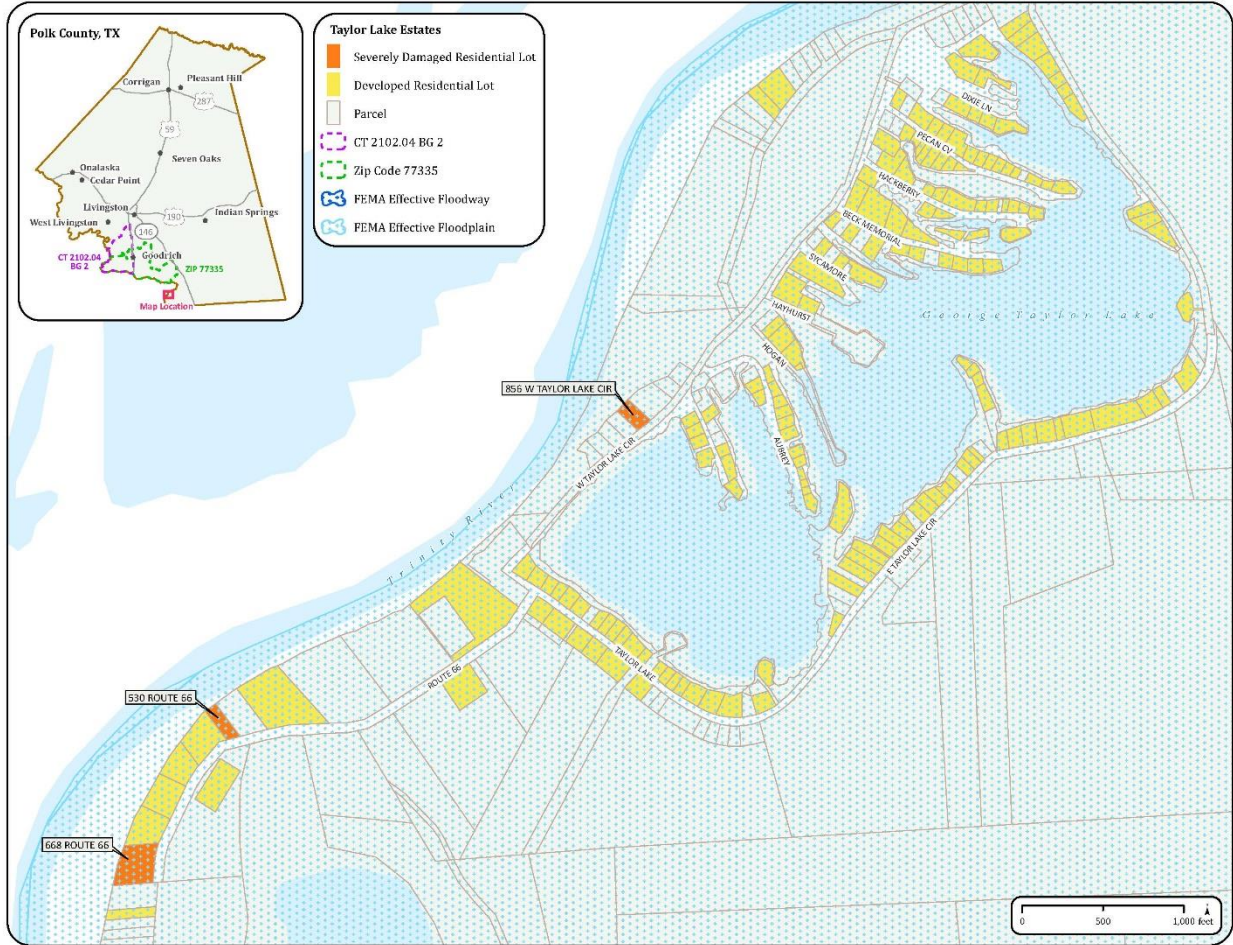 Polk County, TX
Corrigan
Pleasant Hill
287
59
Seven Oaks
Onalaska
Cedar Point
Livingston
West Livingston
190
Indian Springs
146
Goodrich
CT 2102.04
BG 2
ZIP 77335
Map Location
Taylor Lake Estates
Severely Damaged Residential Lot
Developed Residential Lot
Parcel
CT 2102.04 BG 2
Zip Code 77335
FEMA Effective Floodway
FEMA Effective Floodplain
DIXIE LN
PECAN CV
HACKBERRY
BECK MEMORIAL
SYCAMORE
HAYHURST
HOGAN
George Taylor Lake
856 W TAYLOR LAKE CIR
W TAYLOR LAKE CIR
AUBREY
E TAYLOR LAKE CIR
Trinity River
TAYLOR LAKE
ROUTE 66
530 ROUTE 66
668 ROUTE 66
0 500 1,000 feet